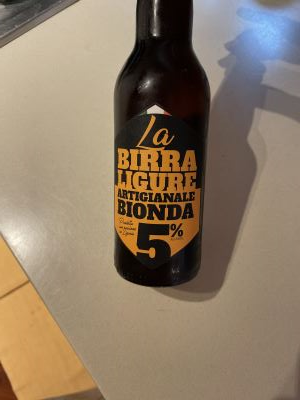 La
BIRRA
LIGURE
ARTIGIANALE
BIONDA
5%